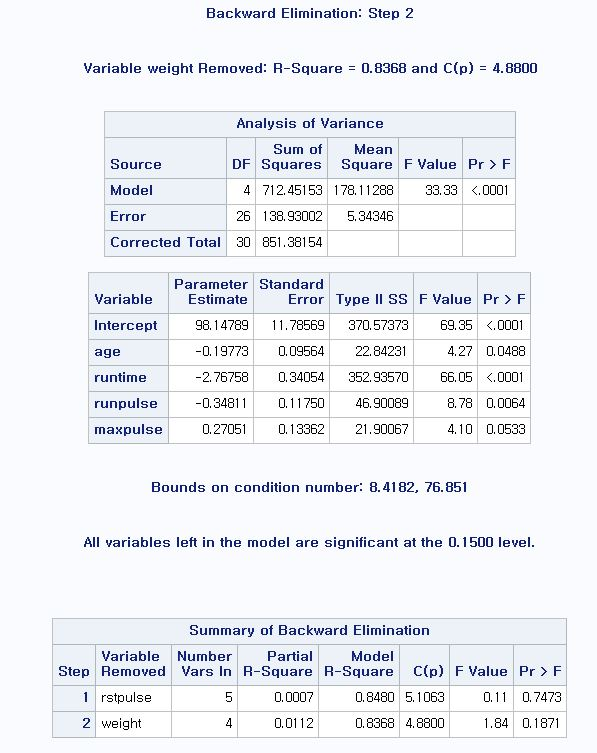 Backward Elimination: Step 2
Variable weight Removed: R-Square = 0.8368 and C(p) = 4.8800
Analysis of Variance
Source DF Sum of Squares Mean Square F Value Pr > F
Model 4 712.45153 178.11288 33.33 <.0001
Error 26 138.93002 5.34346
Corrected Total 30 851.38154
Variable Parameter Estimate Standard Error Type II SS F Value Pr > F
Intercept 98.14789 11.78569 370.57373 69.35 <.0001
age -0.19773 0.09564 22.84231 4.27 0.0488
runtime -2.76758 0.34054 352.93570 66.05 <.0001
runpulse -0.34811 0.11750 46.90089 8.78 0.0064
maxpulse 0.27051 0.13362 21.90067 4.10 0.0533
Bounds on condition number: 8.4182, 76.851
All variables left in the model are significant at the 0.1500 level.
Summary of Backward Elimination
Step Variable Removed Number Vars In Partial R-Square Model R-Square C(p) F Value Pr > F
1 rstpulse 5 0.0007 0.8480 5.1063 0.11 0.7473
2 weight 4 0.0112 0.8368 4.8800 1.84 0.1871